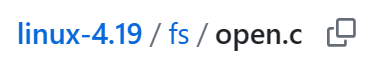 linux-4.19 / fs / open.c